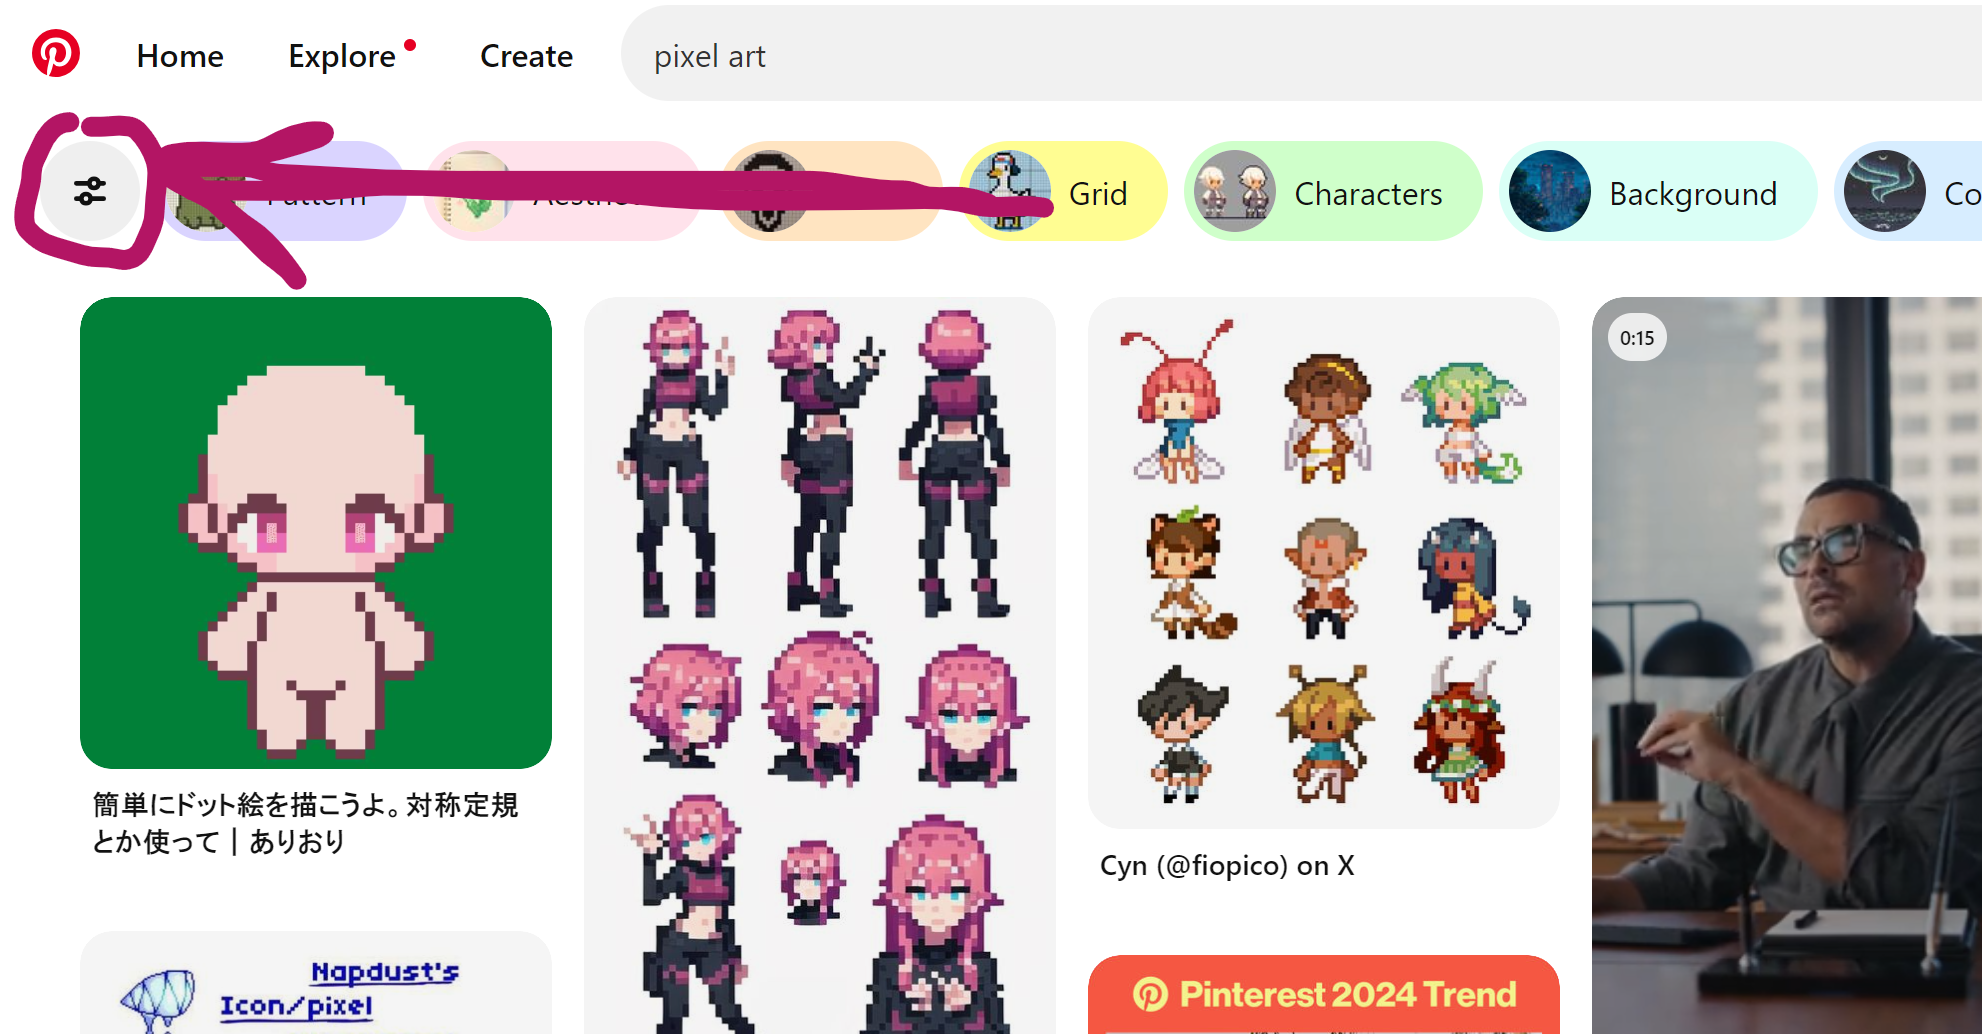 Home
Explore
Create
pixel art
Pattern
Grid
Characters
Background
Co
0:15
簡単にドット絵を描こうよ。対称定規
とか使って｜ありおり
Cyn (@fiopico) on X
Napdust's
Icon/pixel
Pinterest 2024 Trend